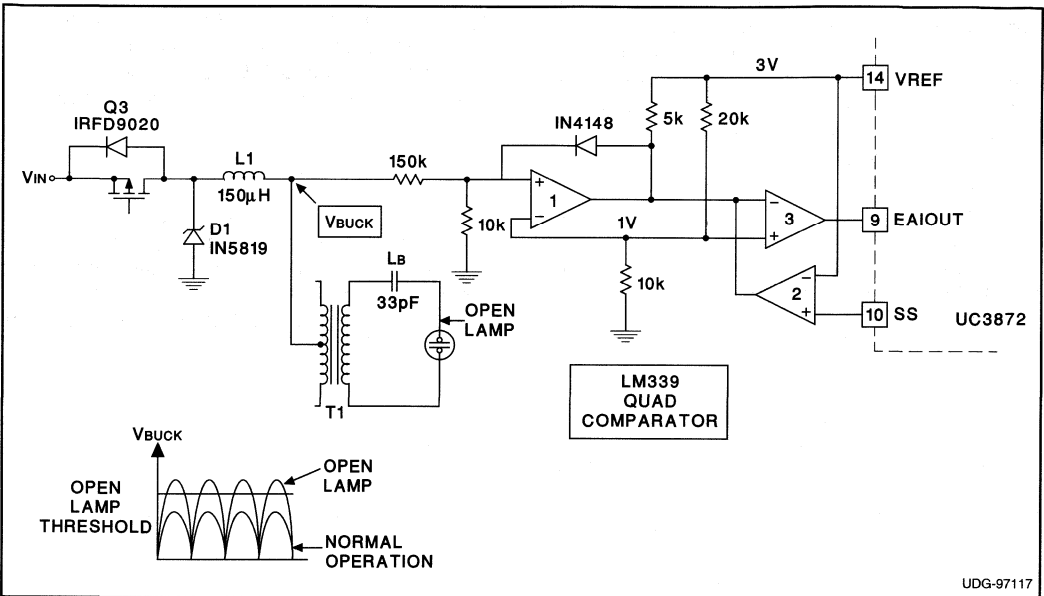 Q3
IRFD9020
VIN
L1
150µH
D1
IN5819
VBUCK
150k
10k
IN4148
5k
20k
3V
14 VREF
+
1
−
1V
10k
−
3
+
9 EAIOUT
−
2
+
10 SS
UC3872
LB
33pF
OPEN
LAMP
T1
LM339
QUAD
COMPARATOR
VBUCK
OPEN
LAMP
THRESHOLD
OPEN
LAMP
NORMAL
OPERATION
UDG-97117